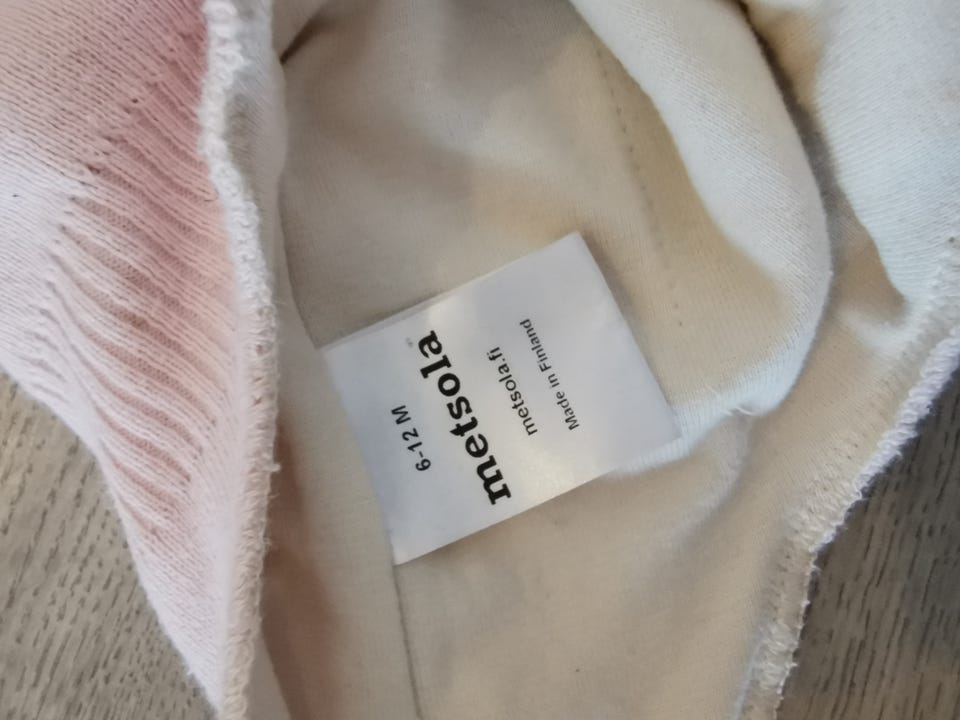 6-12 M
metsola
metsola.fi
Made in Finland